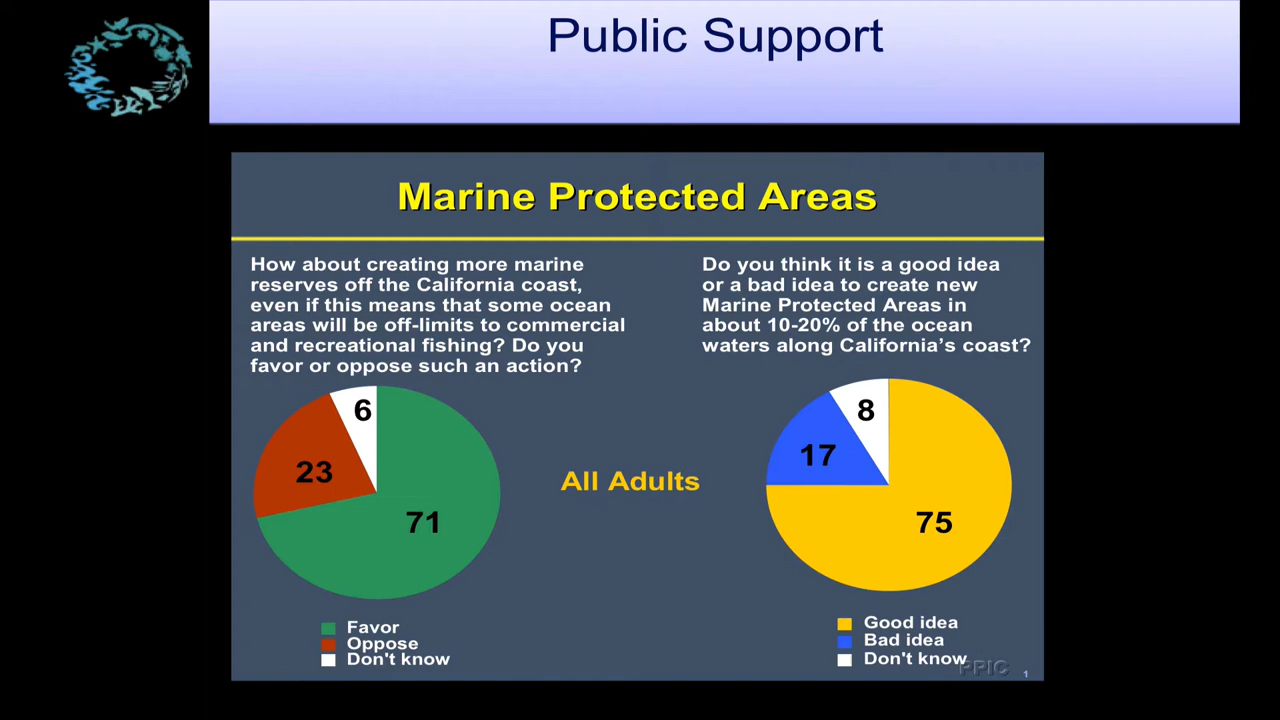 Public Support
Marine Protected Areas
How about creating more marine
reserves off the California coast,
even if this means that some ocean
areas will be off-limits to commercial
and recreational fishing? Do you
favor or oppose such an action?
Do you think it is a good idea
or a bad idea to create new
Marine Protected Areas in
about 10-20% of the ocean
waters along California's coast?
6
23
71
All Adults
8
17
75
Favor
Oppose
Don't know
Good idea
Bad idea
Don't know
PPIC
1